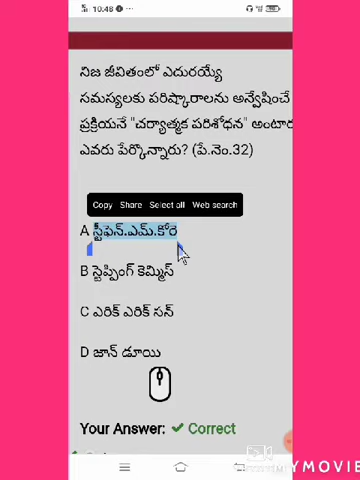 10:48
నిజ జీవితంలో ఎదురయ్యే
సమస్యలకు పరిష్కారాలను అన్వేషించే
ప్రక్రియనే "చర్యాత్మక పరిశోధన" అంటార
ఎవరు పేర్కొన్నారు? (పే.నెం.32)
Copy Share Select all Web search
A స్టీఫెన్.ఎమ్.కోరె
B స్టెప్పింగ్ కెమ్మిస్
C ఎరిక్ ఎరిక్ సన్
D జాన్ డూయి
Your Answer: ✔ Correct
MYMOVIE